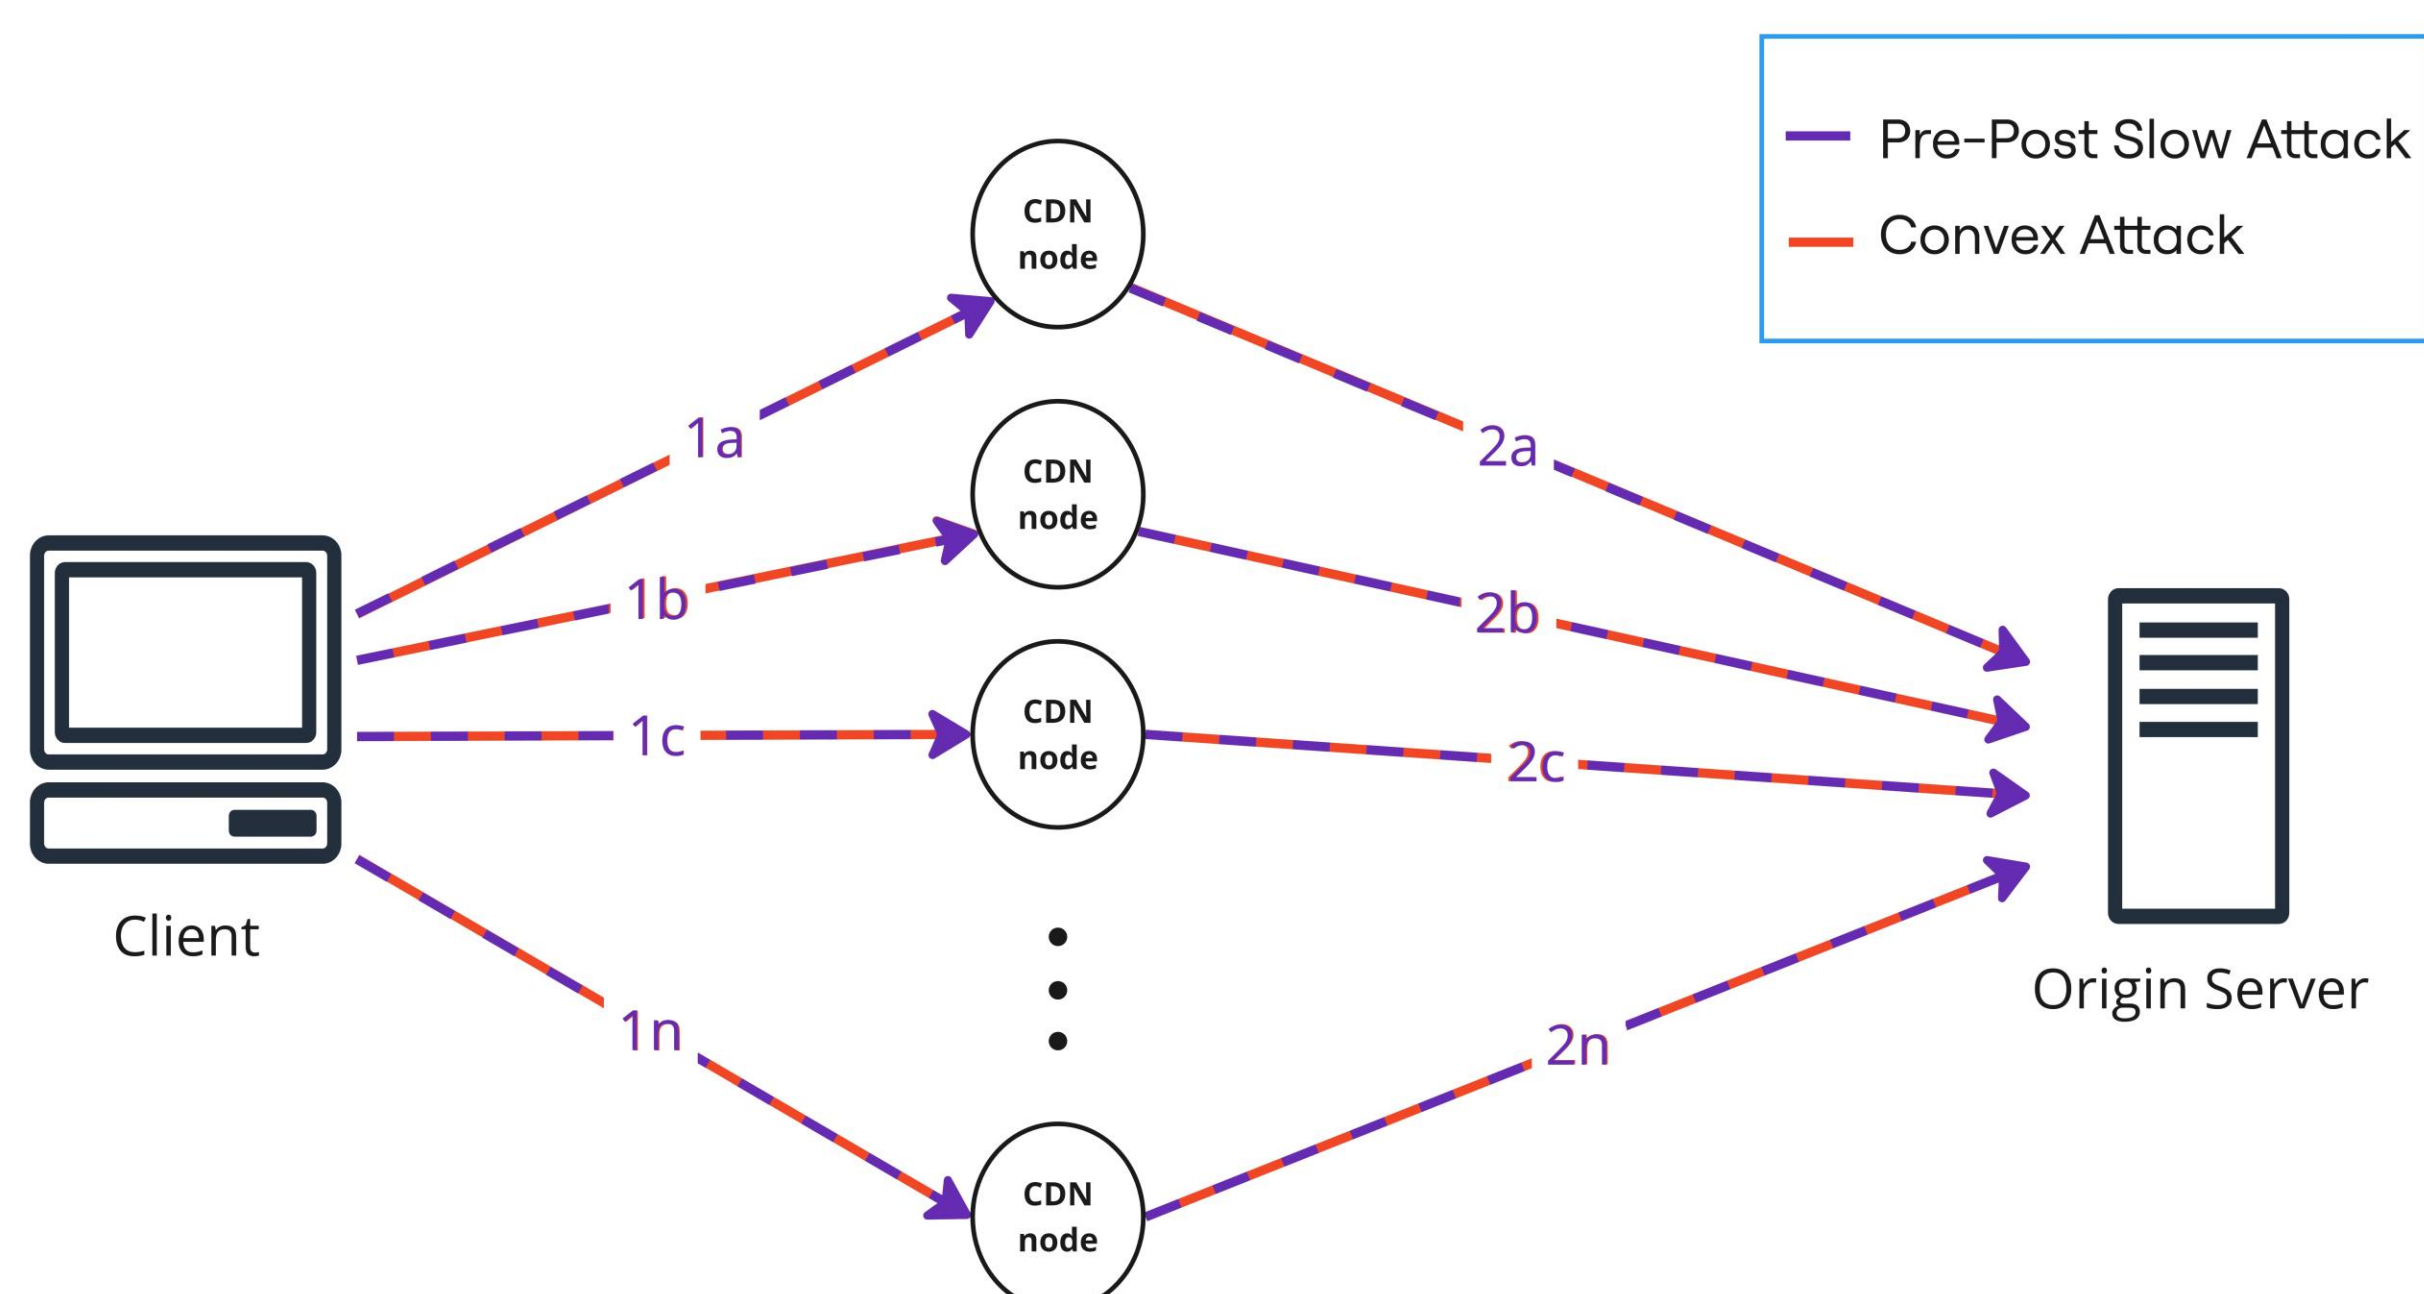 Pre-Post Slow Attack
Convex Attack
CDN
node
1a
2a
CDN
node
1b
2b
CDN
node
1c
2c
Client
Origin Server
1n
2n
CDN
node